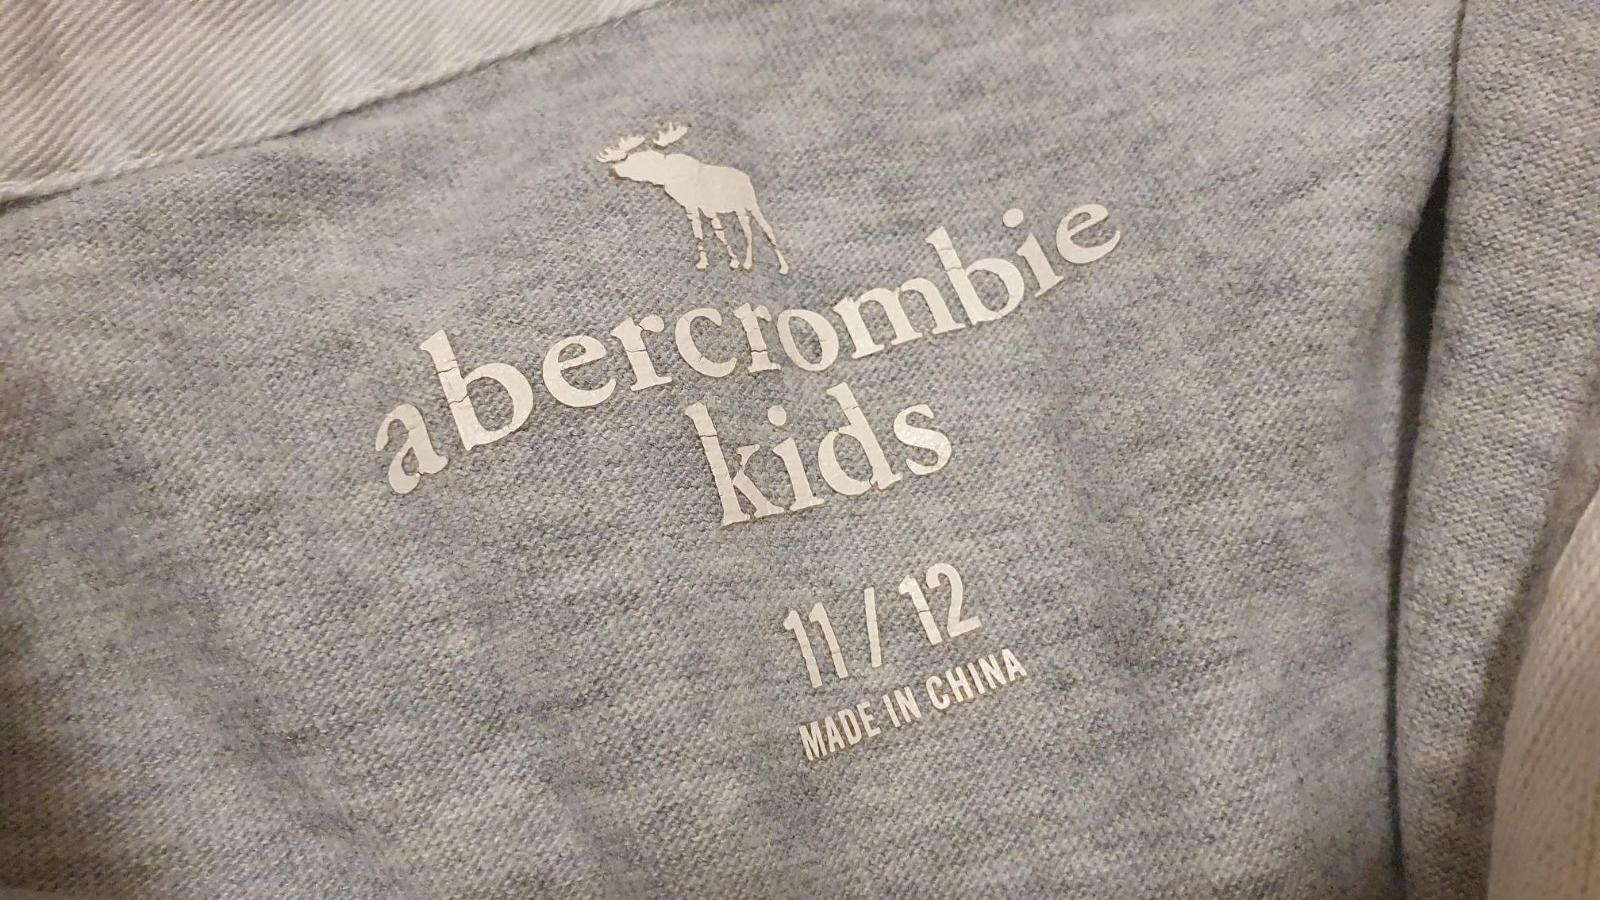 abercrombie
kids
11/12
MADE IN CHINA